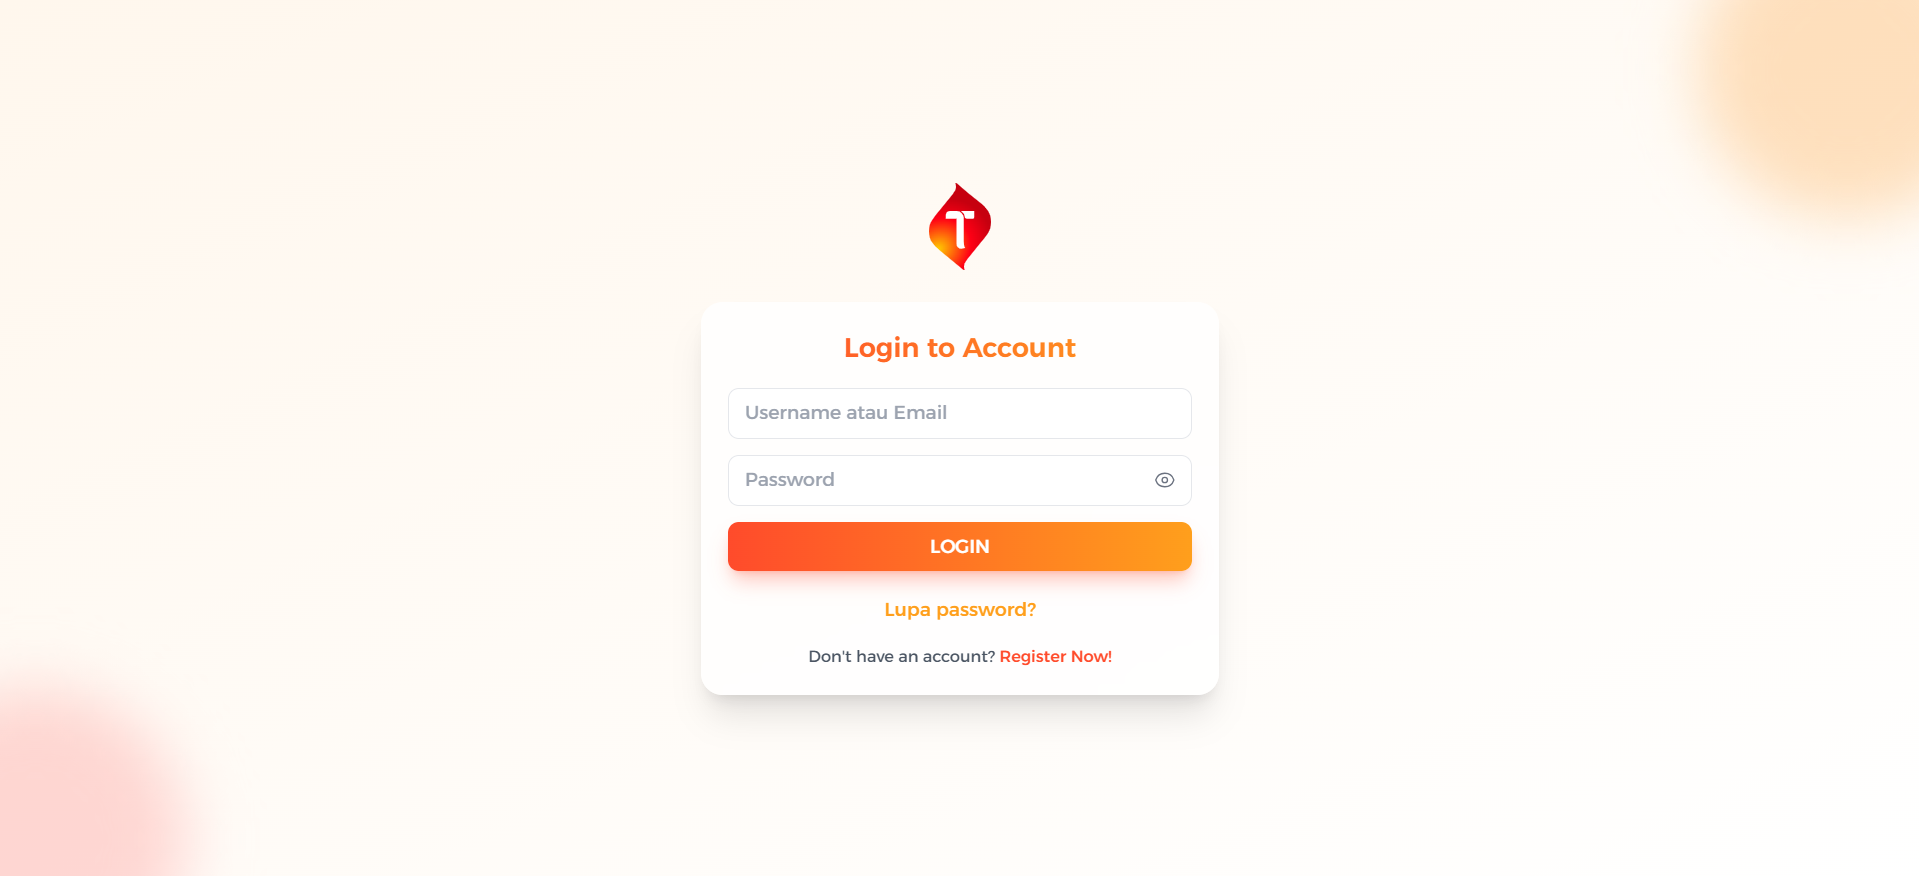 T
Login to Account
Username atau Email
Password
LOGIN
Lupa password?
Don't have an account? Register Now!